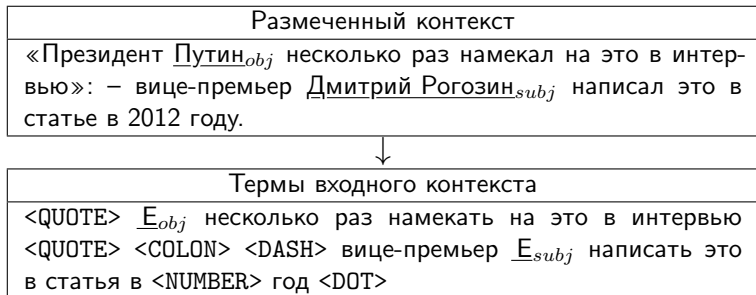 Размеченный контекст
«Президент Путин_obj несколько раз намекал на это в интер-
вью»: – вице-премьер Дмитрий Рогозин_subj написал это в
статье в 2012 году.
↓
Термы входного контекста
<QUOTE> E_obj несколько раз намекать на это в интервью
<QUOTE> <COLON> <DASH> вице-премьер E_subj написать это
в статья в <NUMBER> год <DOT>